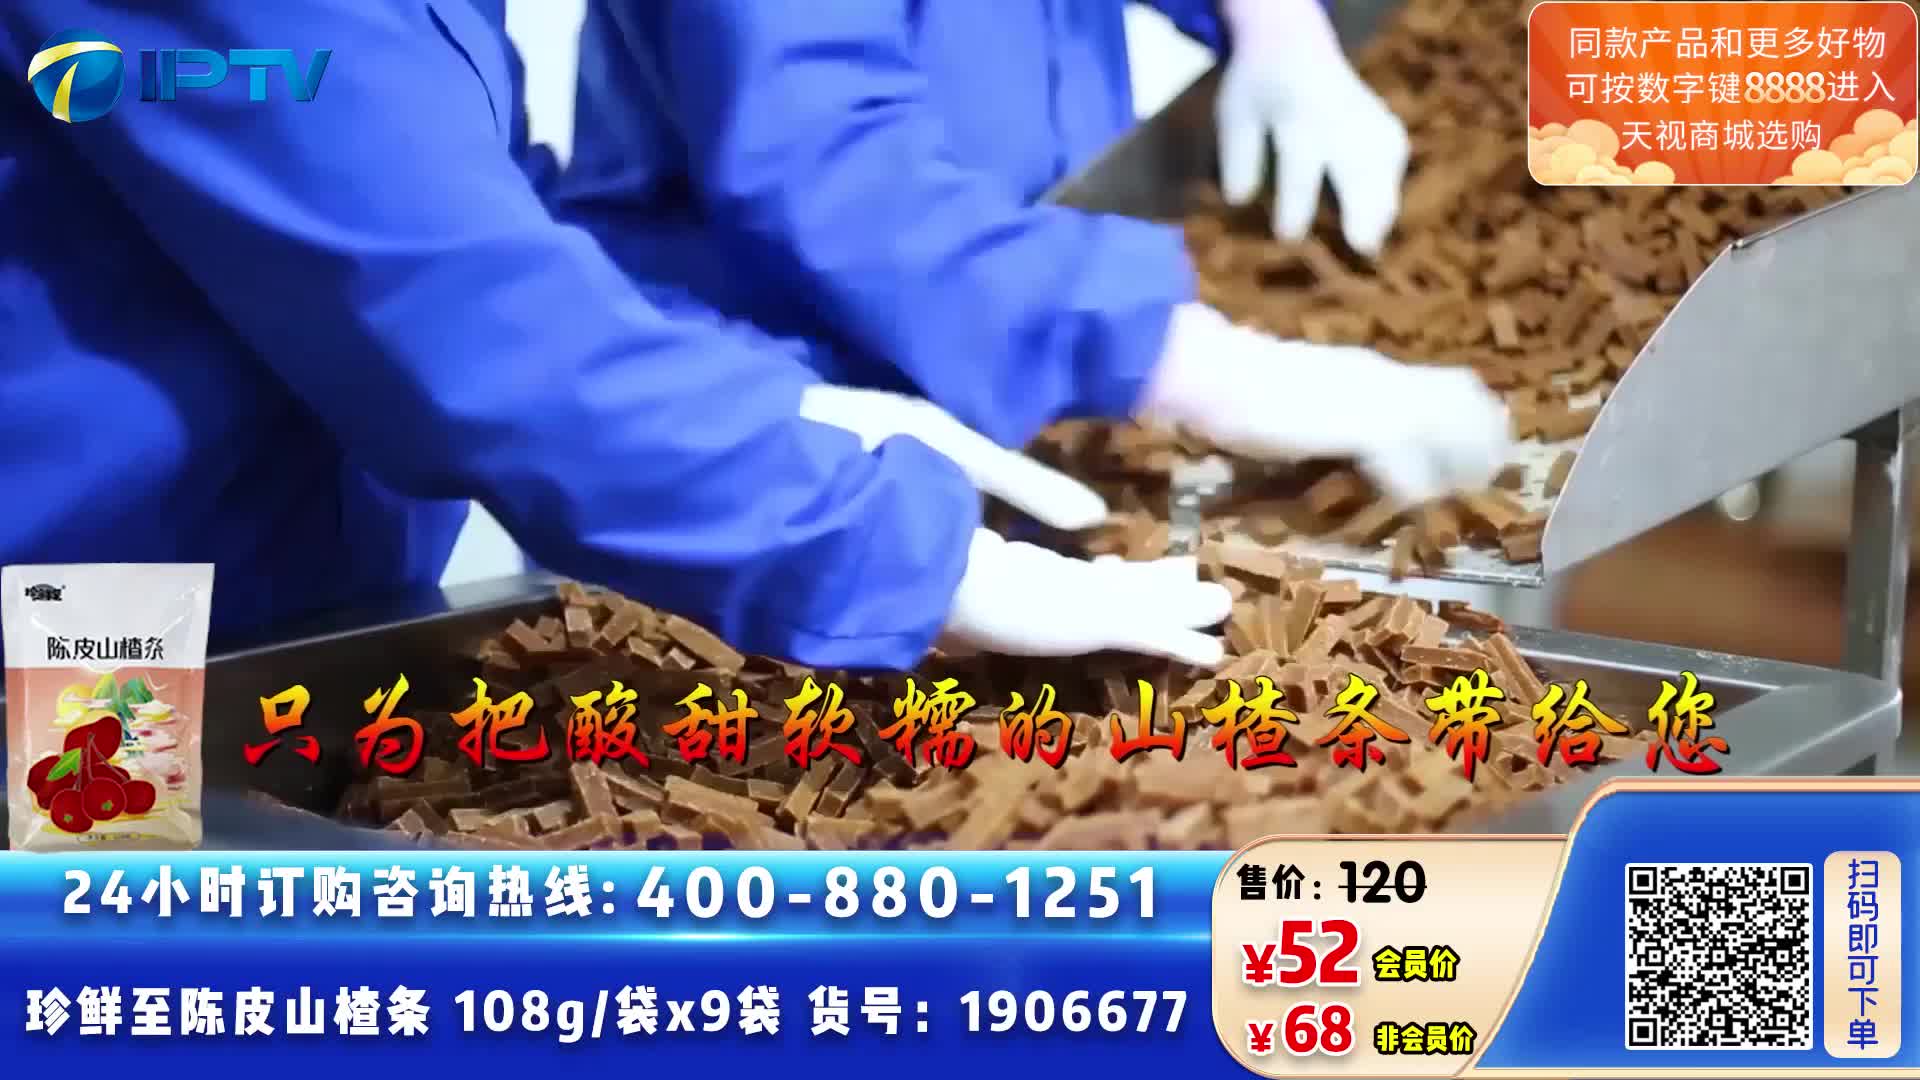 IPTV
同款产品和更多好物
可按数字键8888进入
天视商城选购
陈皮山楂条
只为把酸甜软糯的山楂条带给您
24小时订购咨询热线:400-880-1251
珍鲜至陈皮山楂条 108g/袋x9袋 货号：1906677
售价：120
¥52 会员价
¥68 非会员价
扫码即可下单